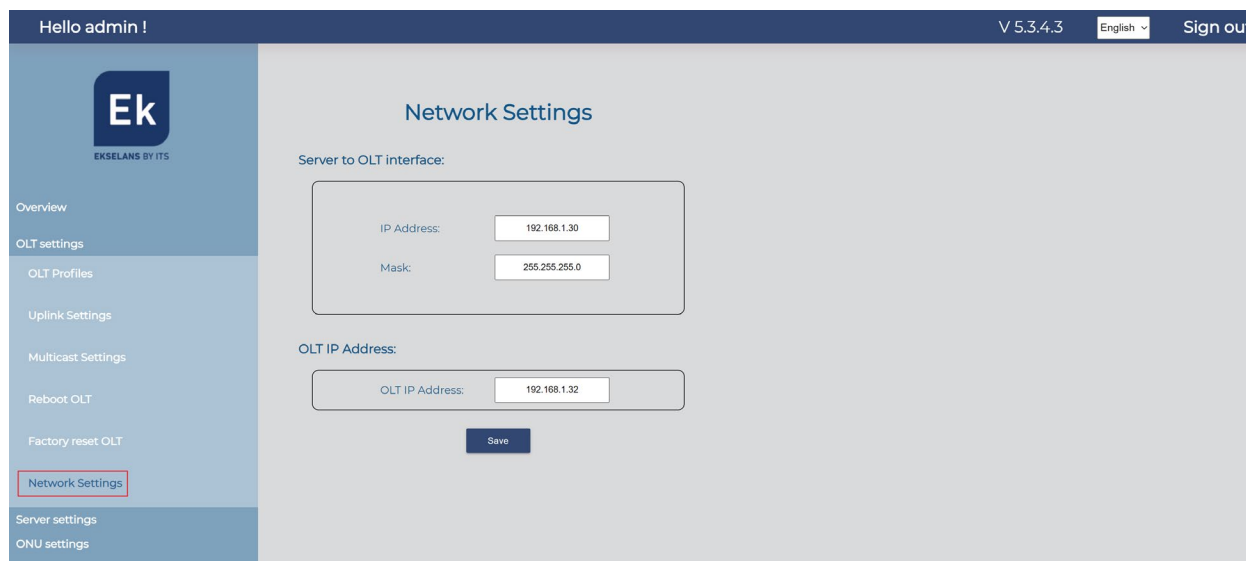 Hello admin !
V 5.3.4.3
English
Sign ou
Ek
EKSELANS BY ITS
Overview
OLT settings
OLT Profiles
Uplink Settings
Multicast Settings
Reboot OLT
Factory reset OLT
Network Settings
Server settings
ONU settings
Network Settings
Server to OLT interface:
IP Address: 192.168.1.30
Mask: 255.255.255.0
OLT IP Address:
OLT IP Address: 192.168.1.32
Save